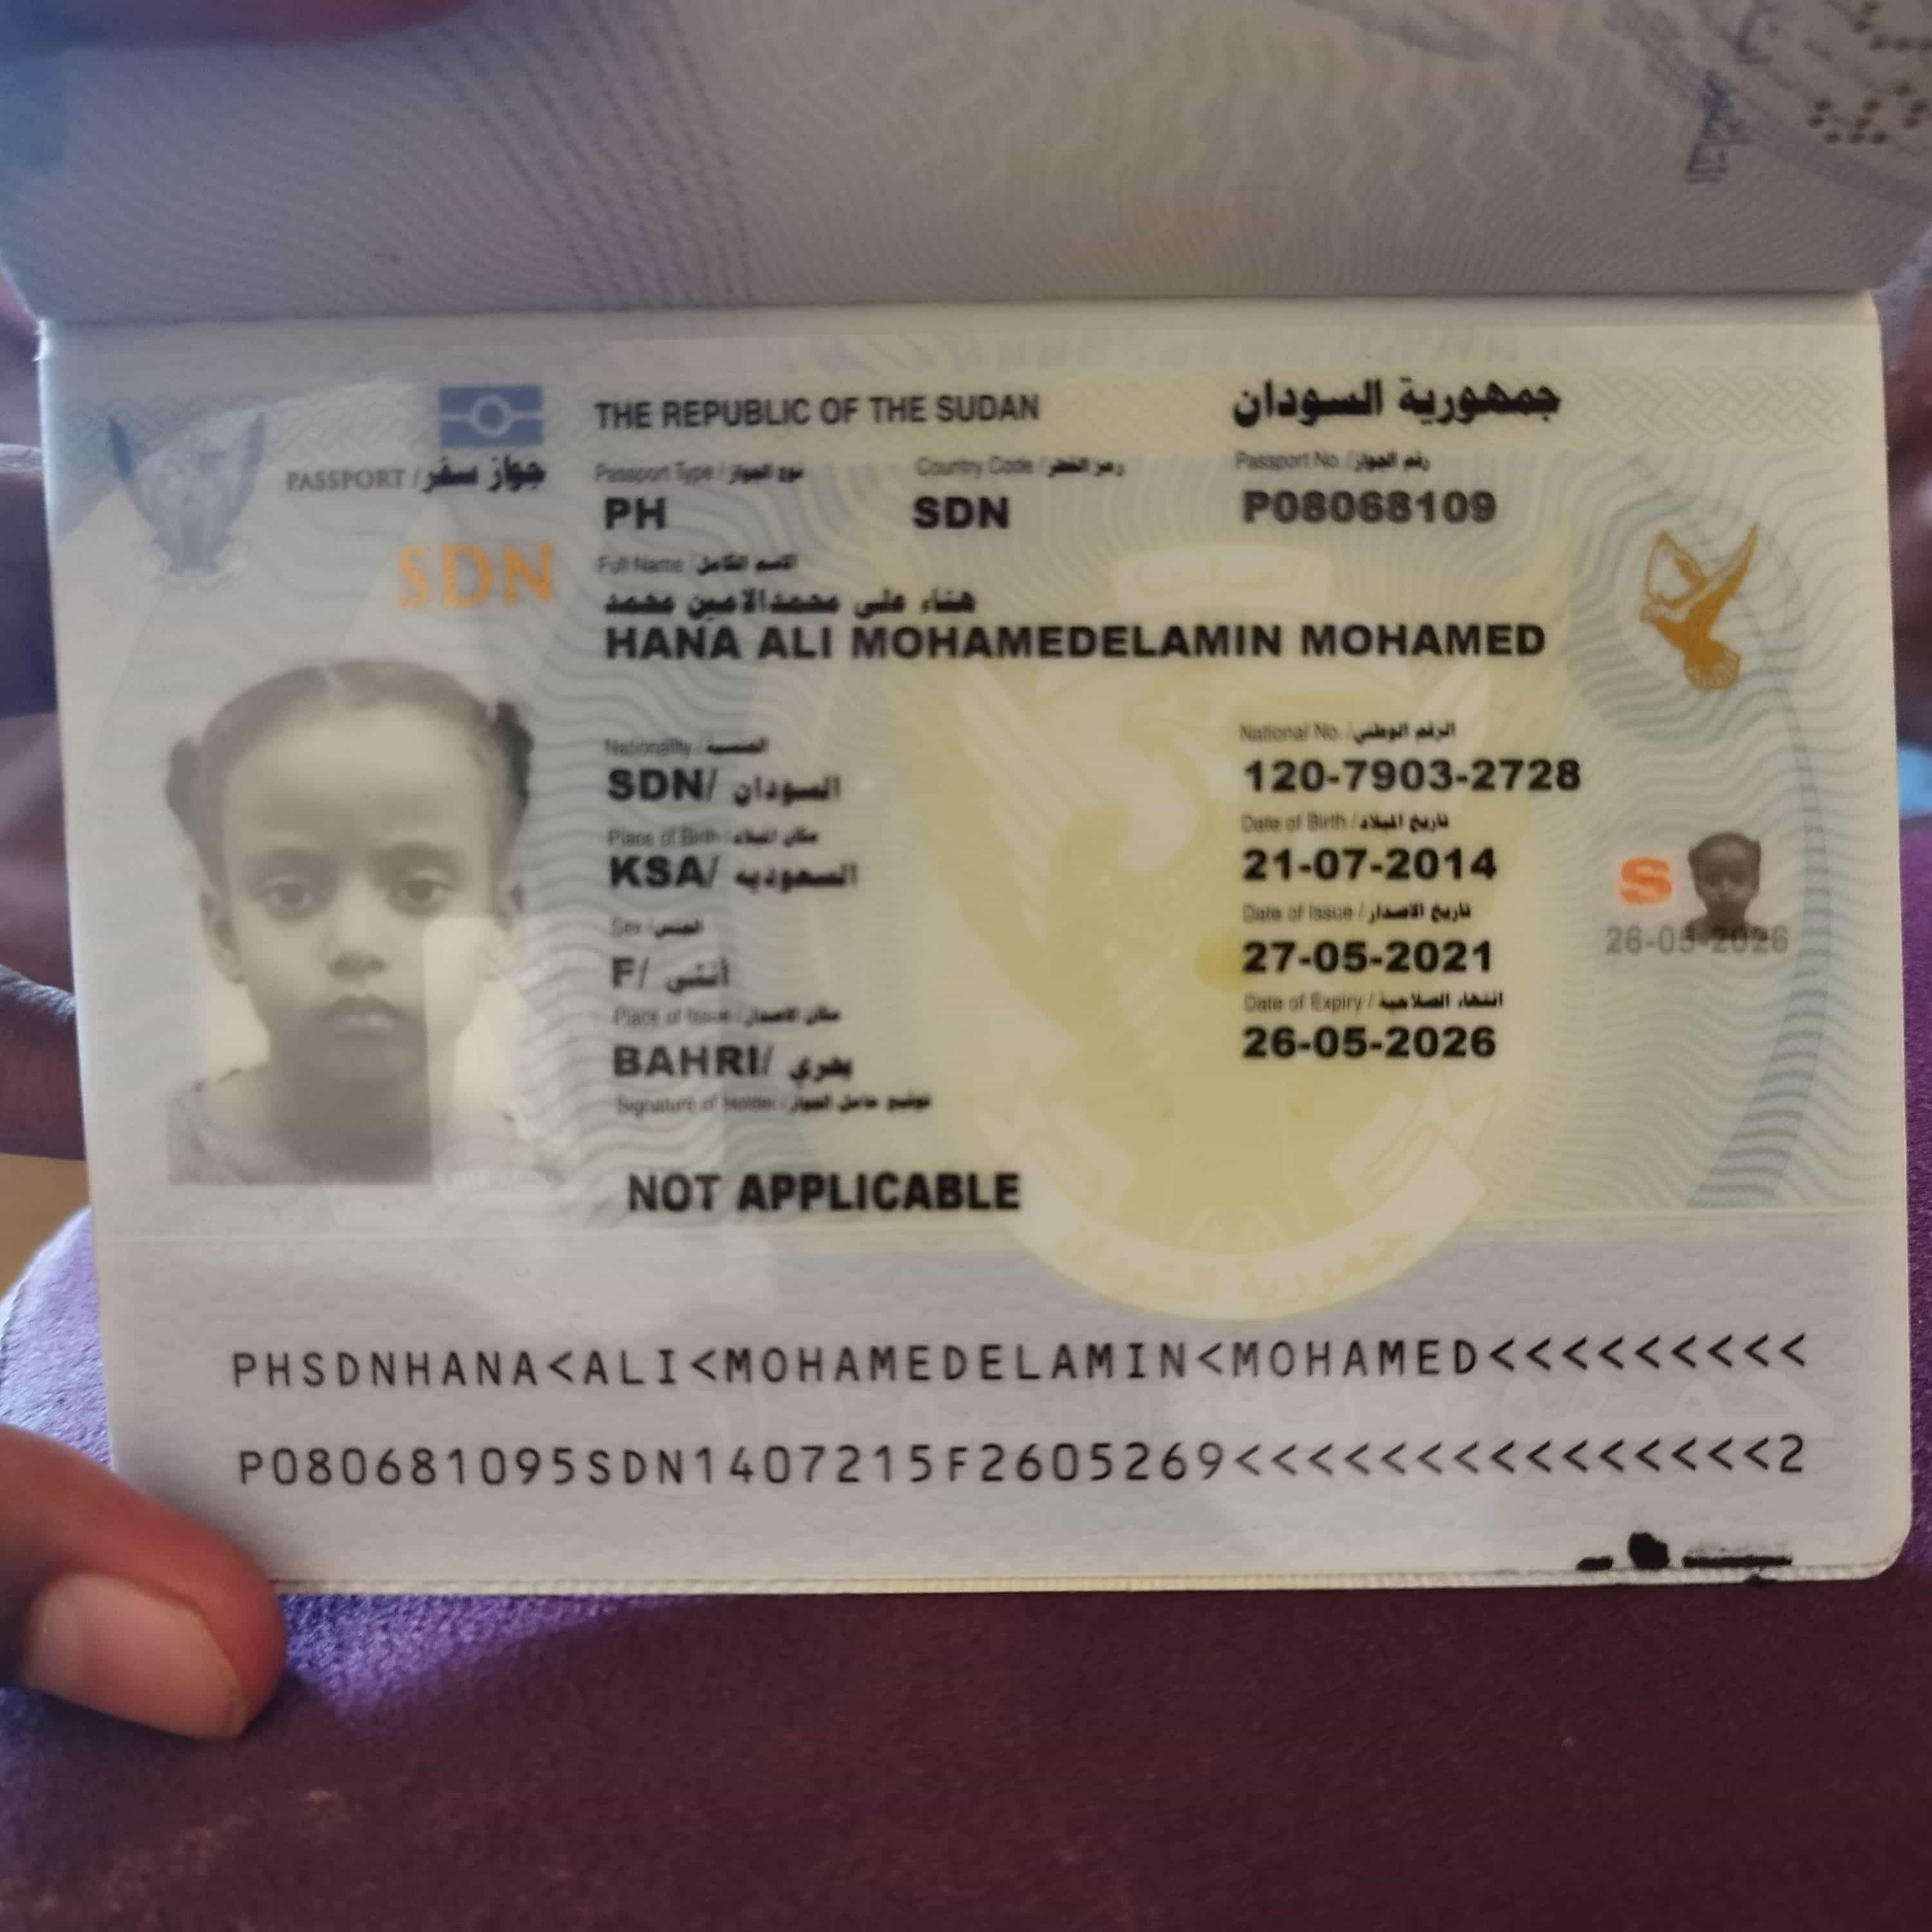 THE REPUBLIC OF THE SUDAN
جمهورية السودان
PASSPORT / جواز سفر
Passport Type / نوع الجواز
Country Code / رمز القطر
Passport No. / رقم الجواز
PH
SDN
P08068109
SDN
Full Name / الاسم الكامل
هناء على محمدالامين محمد
HANA ALI MOHAMEDELAMIN MOHAMED
Nationality / الجنسية
National No. / الرقم الوطني
SDN/ السودان
120-7903-2728
Place of Birth / مكان الميلاد
Date of Birth / تاريخ الميلاد
KSA/ السعوديه
21-07-2014
Sex / الجنس
Date of Issue / تاريخ الاصدار
F/ أنثى
27-05-2021
S
26-05-2026
Place of Issue / مكان الاصدار
Date of Expiry / انتهاء الصلاحية
BAHRI/ بحري
26-05-2026
Signature of Holder / توقيع حامل الجواز
NOT APPLICABLE
PHSDNHANA<ALI<MOHAMEDELAMIN<MOHAMED<<<<<<<<<
P080681095SDN1407215F2605269<<<<<<<<<<<<<<<2